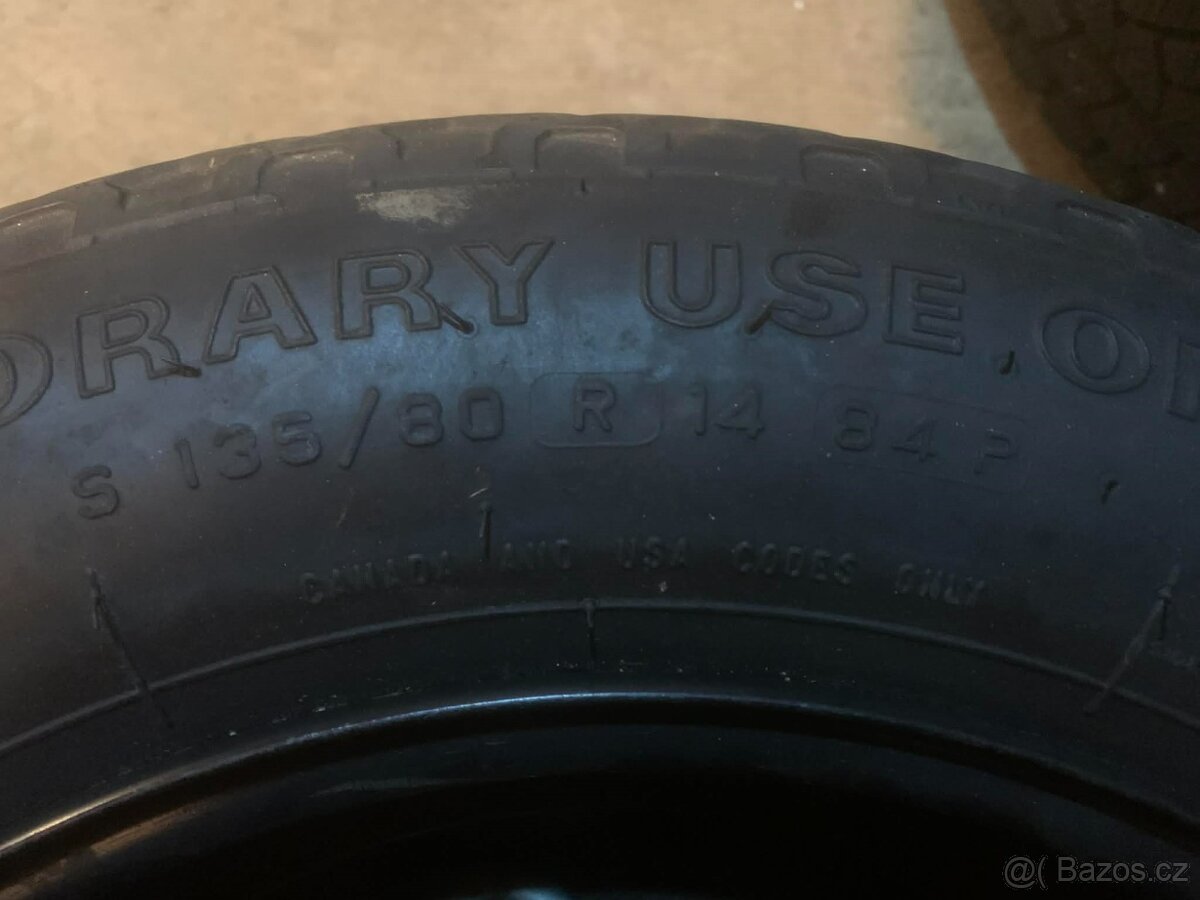 ORARY USE O
S 135/80 R 14 84 P
CANADA AND USA CODES ONLY
@( Bazos.cz